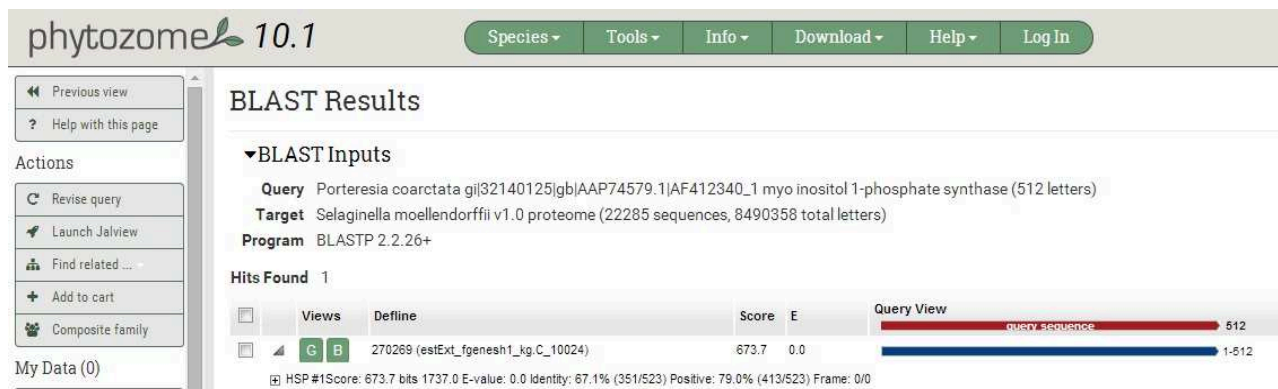 phytozome 10.1
Species Tools Info Download Help Log In
Previous view
? Help with this page
Actions
Revise query
Launch Jalview
Find related ...
Add to cart
Composite family
My Data (0)
BLAST Results
BLAST Inputs
Query Porteresia coarctata gi|32140125|gb|AAP74579.1|AF412340_1 myo inositol 1-phosphate synthase (512 letters)
Target Selaginella moellendorffii v1.0 proteome (22285 sequences, 8490358 total letters)
Program BLASTP 2.2.26+
Hits Found 1
Views Defline Score E Query View
query sequence 512
G B 270269 (estExt_fgenesh1_kg.C_10024) 673.7 0.0 1-512
HSP #1Score: 673.7 bits 1737.0 E-value: 0.0 Identity: 67.1% (351/523) Positive: 79.0% (413/523) Frame: 0/0